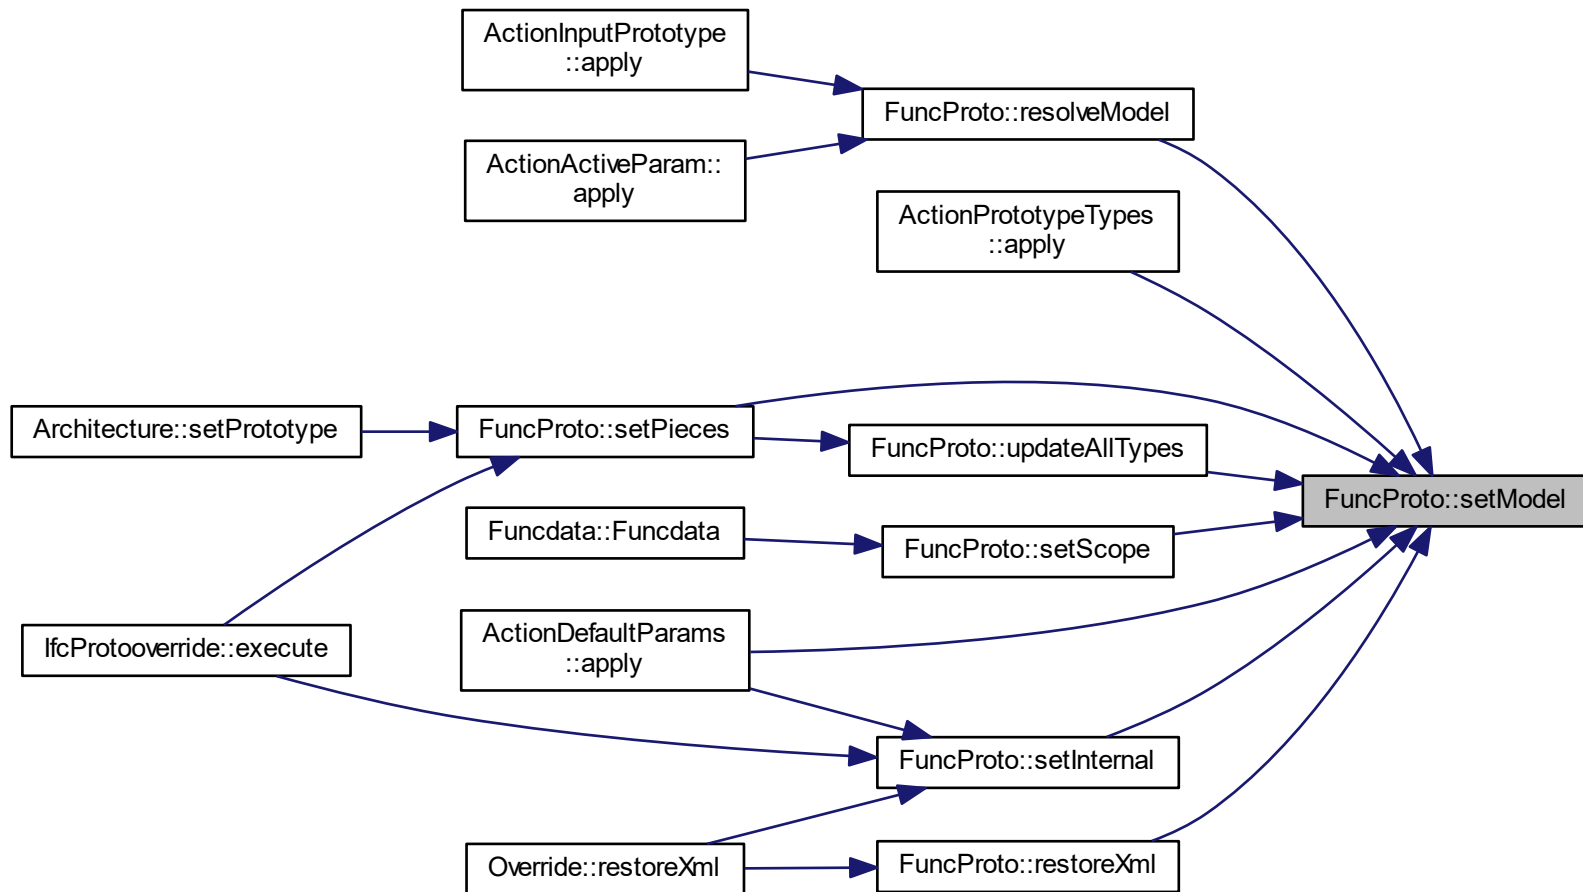 ActionInputPrototype
::apply
FuncProto::resolveModel
ActionActiveParam::
apply
ActionPrototypeTypes
::apply
Architecture::setPrototype
FuncProto::setPieces
FuncProto::updateAllTypes
FuncProto::setModel
Funcdata::Funcdata
FuncProto::setScope
IfcProtooverride::execute
ActionDefaultParams
::apply
FuncProto::setInternal
Override::restoreXml
FuncProto::restoreXml